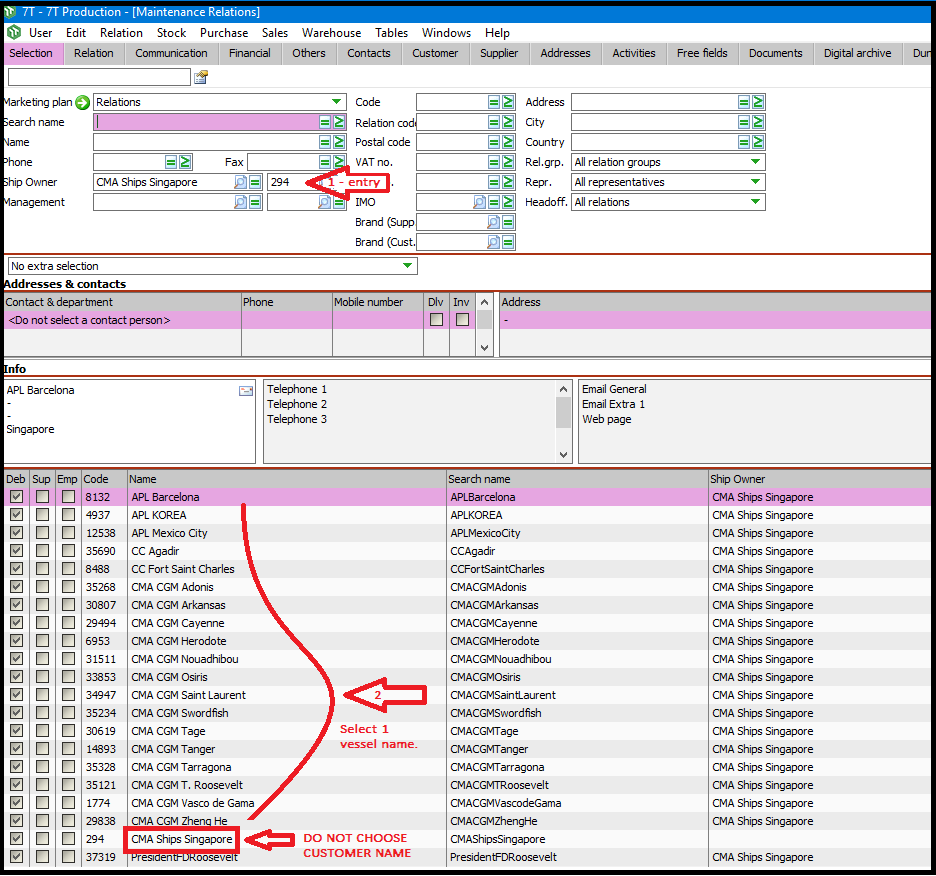 7T - 7T Production - [Maintenance Relations]
User Edit Relation Stock Purchase Sales Warehouse Tables Windows Help
Selection Relation Communication Financial Others Contacts Customer Supplier Addresses Activities Free fields Documents Digital archive Dun
Marketing plan Relations Code Address
Search name Relation code City
Name Postal code Country
Phone Fax VAT no. Rel.grp. All relation groups
Ship Owner CMA Ships Singapore 294 1 - entry Repr. All representatives
Management IMO Headoff. All relations
Brand (Supp
Brand (Cust.
No extra selection
Addresses & contacts
Contact & department Phone Mobile number Dlv Inv Address
<Do not select a contact person> -
Info
APL Barcelona Telephone 1 Email General
- Telephone 2 Email Extra 1
- Telephone 3 Web page
Singapore
Deb Sup Emp Code Name Search name Ship Owner
8132 APL Barcelona APLBarcelona CMA Ships Singapore
4937 APL KOREA APLKOREA CMA Ships Singapore
12538 APL Mexico City APLMexicoCity CMA Ships Singapore
35690 CC Agadir CCAgadir CMA Ships Singapore
8488 CC Fort Saint Charles CCFortSaintCharles CMA Ships Singapore
35268 CMA CGM Adonis CMACGMAdonis CMA Ships Singapore
30807 CMA CGM Arkansas CMACGMArkansas CMA Ships Singapore
29494 CMA CGM Cayenne CMACGMCayenne CMA Ships Singapore
6953 CMA CGM Herodote CMACGMHerodote CMA Ships Singapore
31511 CMA CGM Nouadhibou CMACGMNouadhibou CMA Ships Singapore
33853 CMA CGM Osiris CMACGMOsiris CMA Ships Singapore
34947 CMA CGM Saint Laurent 2 CMACGMSaintLaurent CMA Ships Singapore
35234 CMA CGM Swordfish CMACGMSwordfish CMA Ships Singapore
30619 CMA CGM Tage Select 1 CMACGMTage CMA Ships Singapore
14893 CMA CGM Tanger vessel name. CMACGMTanger CMA Ships Singapore
35328 CMA CGM Tarragona CMACGMTarragona CMA Ships Singapore
35121 CMA CGM T. Roosevelt CMACGMTRoosevelt CMA Ships Singapore
1774 CMA CGM Vasco de Gama CMACGMVascodeGama CMA Ships Singapore
29838 CMA CGM Zheng He CMACGMZhengHe CMA Ships Singapore
294 CMA Ships Singapore DO NOT CHOOSE CMAShipsSingapore
37319 PresidentFDRoosevelt CUSTOMER NAME PresidentFDRoosevelt CMA Ships Singapore